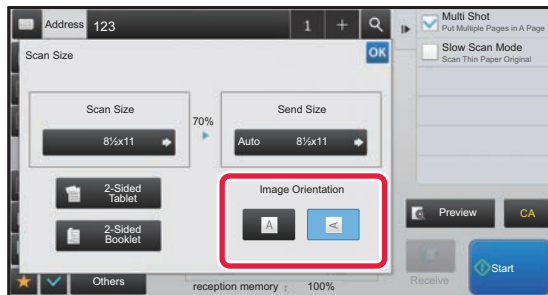 Address 123 1 +
Multi Shot
Put Multiple Pages in A Page
Scan Size
OK
Slow Scan Mode
Scan Thin Paper Original
Scan Size
70%
Send Size
8½x11
Auto 8½x11
2-Sided
Tablet
Image Orientation
A A
2-Sided
Booklet
Preview CA
Others
reception memory : 100%
Receive
Start